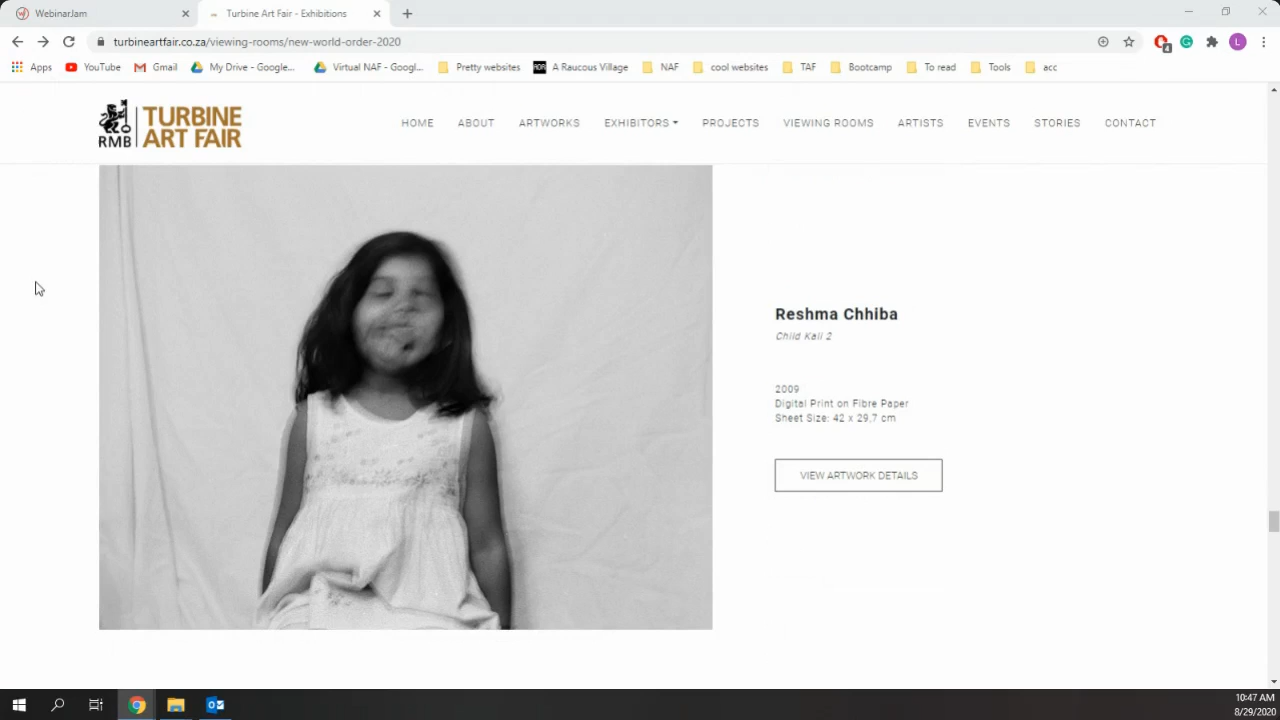 WebinarJam
Turbine Art Fair - Exhibitions
turbineartfair.co.za/viewing-rooms/new-world-order-2020
4
L
Apps YouTube Gmail My Drive - Google... Virtual NAF - Googl... Pretty websites A Raucous Village NAF cool websites TAF Bootcamp To read Tools acc
RMB TURBINE ART FAIR
HOME ABOUT ARTWORKS EXHIBITORS PROJECTS VIEWING ROOMS ARTISTS EVENTS STORIES CONTACT
Reshma Chhiba
Child Kali 2
2009
Digital Print on Fibre Paper
Sheet Size: 42 x 29,7 cm
VIEW ARTWORK DETAILS
10:47 AM
8/29/2020